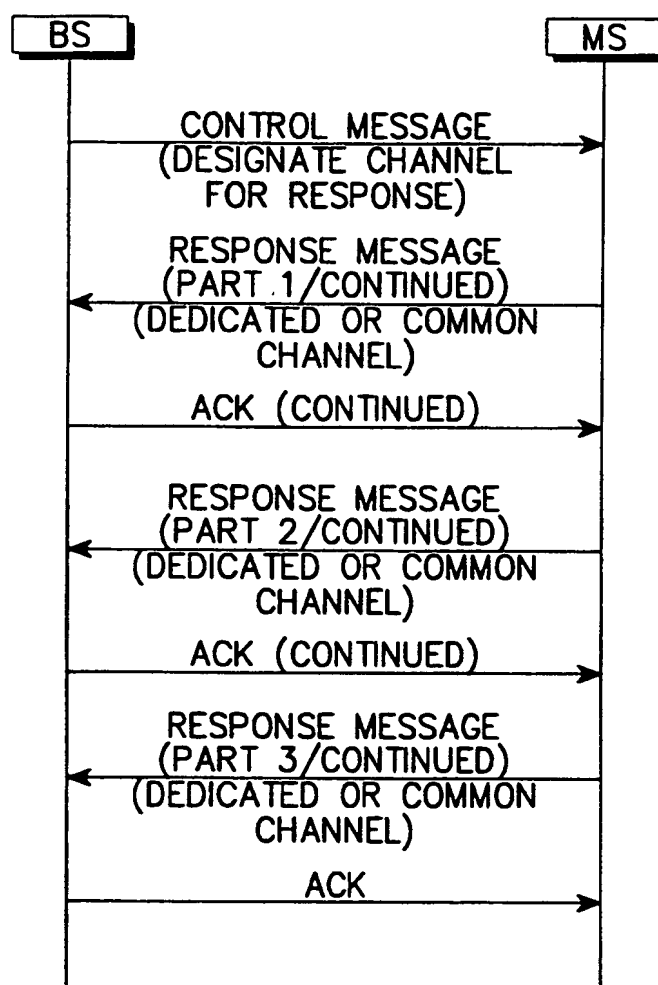 BS
MS
CONTROL MESSAGE
(DESIGNATE CHANNEL
FOR RESPONSE)
RESPONSE MESSAGE
(PART 1/CONTINUED)
(DEDICATED OR COMMON
CHANNEL)
ACK (CONTINUED)
RESPONSE MESSAGE
(PART 2/CONTINUED)
(DEDICATED OR COMMON
CHANNEL)
ACK (CONTINUED)
RESPONSE MESSAGE
(PART 3/CONTINUED)
(DEDICATED OR COMMON
CHANNEL)
ACK